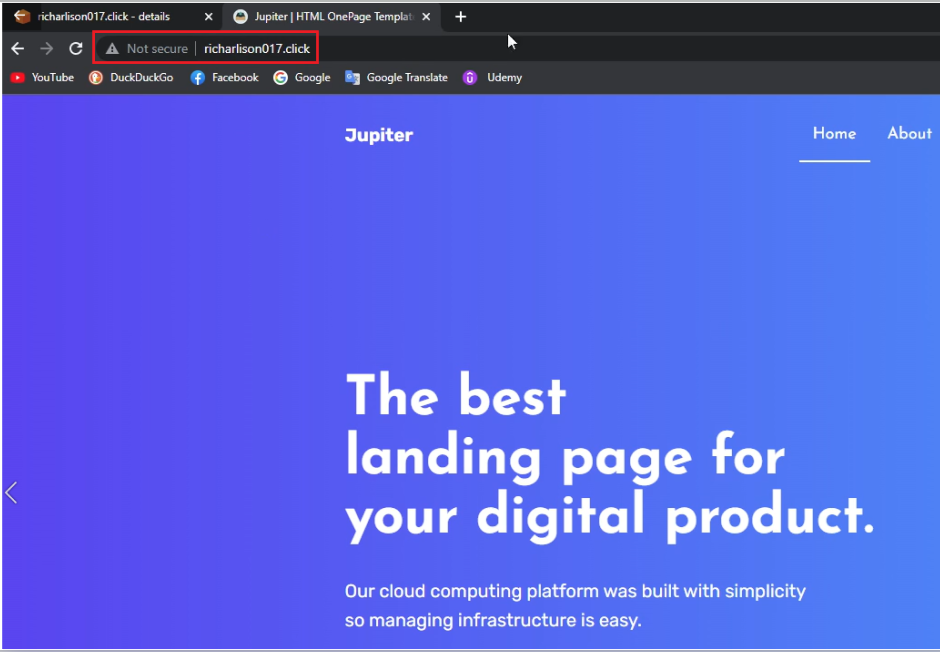 richarlison017.click - details
Jupiter | HTML OnePage Templat
Not secure | richarlison017.click
YouTube DuckDuckGo Facebook Google Google Translate Udemy
Jupiter Home About
The best
landing page for
your digital product.
Our cloud computing platform was built with simplicity
so managing infrastructure is easy.